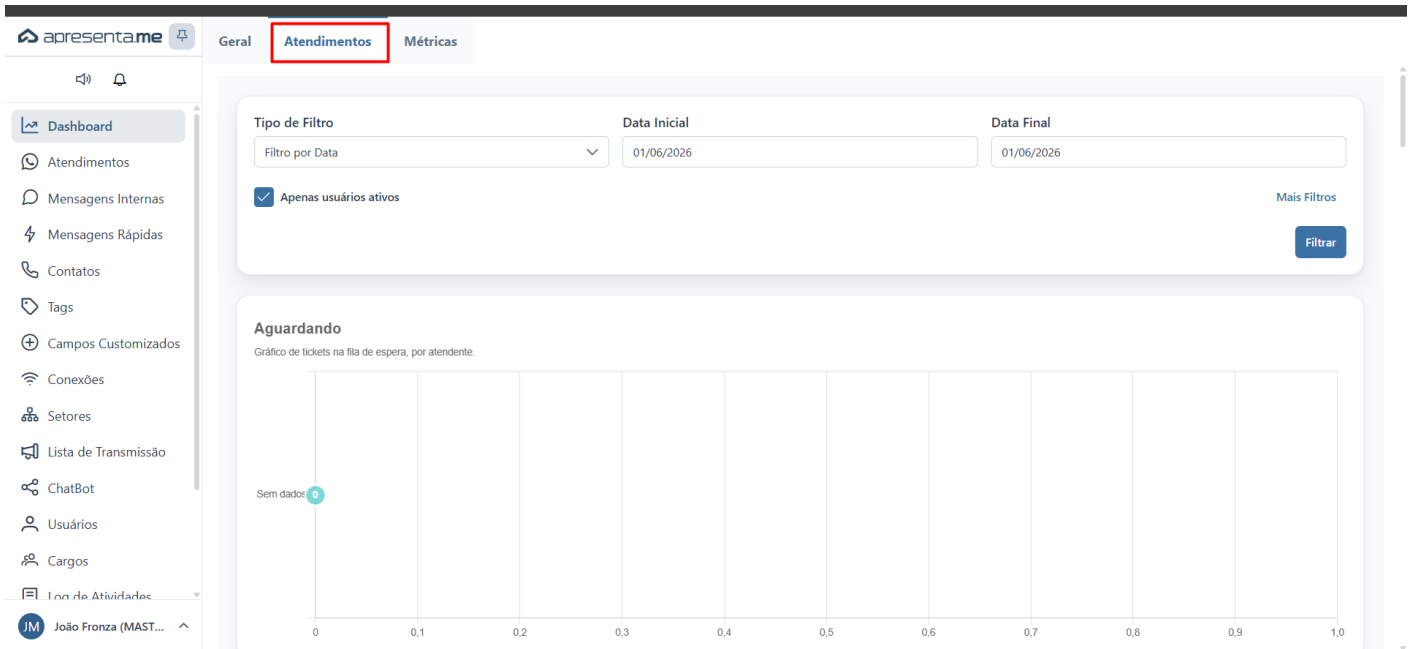 apresenta.me
Geral Atendimentos Métricas
Dashboard
Atendimentos
Mensagens Internas
Mensagens Rápidas
Contatos
Tags
Campos Customizados
Conexões
Setores
Lista de Transmissão
ChatBot
Usuários
Cargos
Log de Atividades
JM João Fronza (MAST...
Tipo de Filtro Data Inicial Data Final
Filtro por Data 01/06/2026 01/06/2026
Apenas usuários ativos Mais Filtros
Filtrar
Aguardando
Gráfico de tickets na fila de espera, por atendente.
Sem dados 0
0 0,1 0,2 0,3 0,4 0,5 0,6 0,7 0,8 0,9 1,0